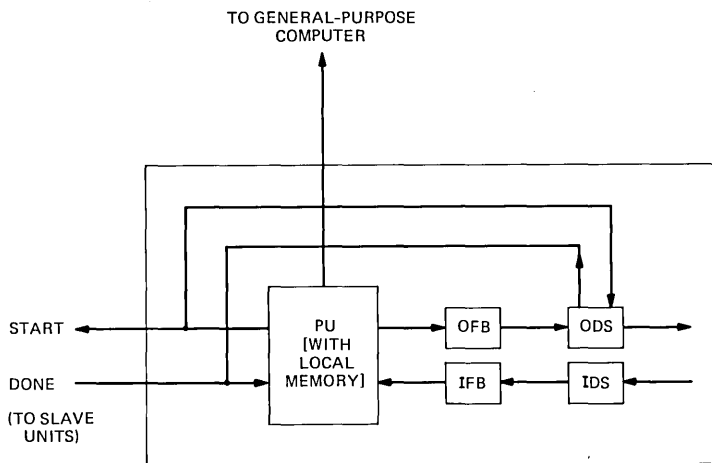 TO GENERAL-PURPOSE
COMPUTER
START
PU
[WITH
LOCAL
MEMORY]
OFB
ODS
DONE
IFB
IDS
(TO SLAVE
UNITS)